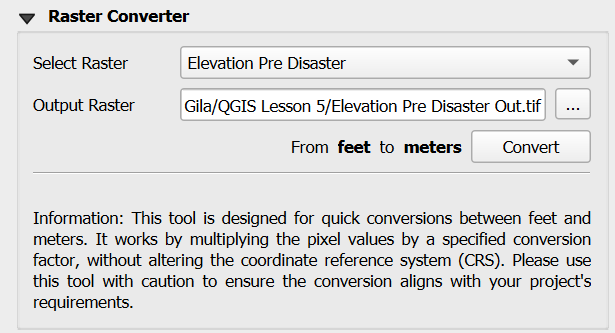 Raster Converter
Select Raster Elevation Pre Disaster
Output Raster Gila/QGIS Lesson 5/Elevation Pre Disaster Out.tif ...
From feet to meters Convert
Information: This tool is designed for quick conversions between feet and
meters. It works by multiplying the pixel values by a specified conversion
factor, without altering the coordinate reference system (CRS). Please use
this tool with caution to ensure the conversion aligns with your project's
requirements.